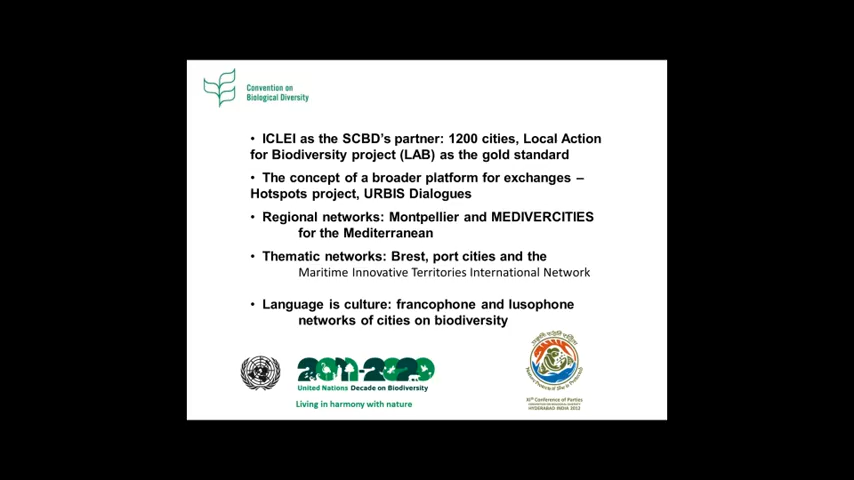 Convention on
Biological Diversity
• ICLEI as the SCBD's partner: 1200 cities, Local Action
for Biodiversity project (LAB) as the gold standard
• The concept of a broader platform for exchanges –
Hotspots project, URBIS Dialogues
• Regional networks: Montpellier and MEDIVERCITIES
for the Mediterranean
• Thematic networks: Brest, port cities and the
Maritime Innovative Territories International Network
• Language is culture: francophone and lusophone
networks of cities on biodiversity
2011-2020
United Nations Decade on Biodiversity
Living in harmony with nature
XIth Conference of Parties
HYDERABAD INDIA 2012